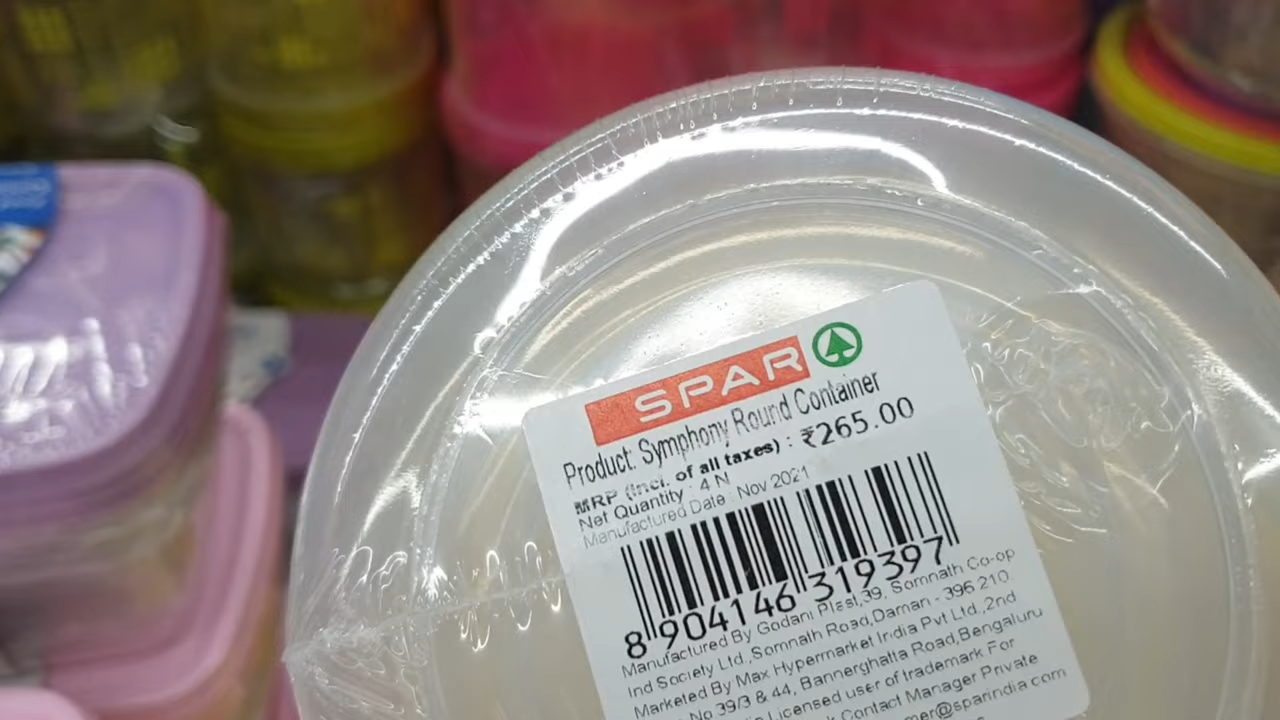 SPAR
Product: Symphony Round Container
MRP (Incl. of all taxes) : ₹265.00
Net Quantity : 4 N
Manufactured Date : Nov 2021
8 904146 319397
Manufactured By Godani Plast,39, Somnath Co-op
Ind Society Ltd.,Somnath Road,Daman - 396 210.
Marketed By Max Hypermarket India Pvt Ltd.,2nd
No.39/3 & 44, Bannerghatta Road,Bengaluru
Licensed user of trademark.For
Contact Manager Private
@sparindia.com